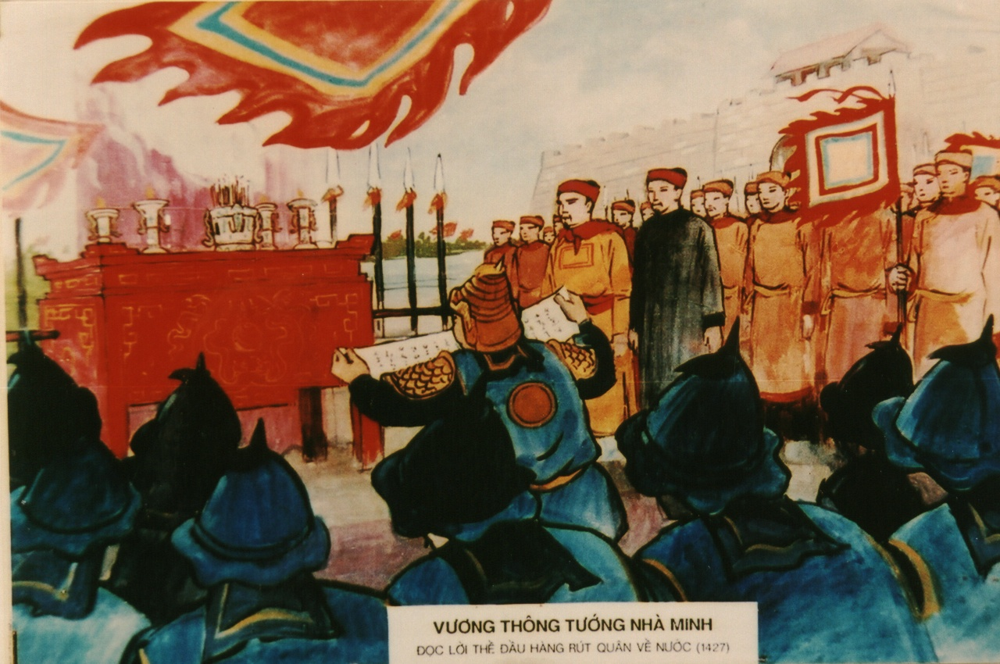 VƯƠNG THÔNG TƯỚNG NHÀ MINH
ĐỌC LỜI THỀ ĐẦU HÀNG RÚT QUÂN VỀ NƯỚC (1427)